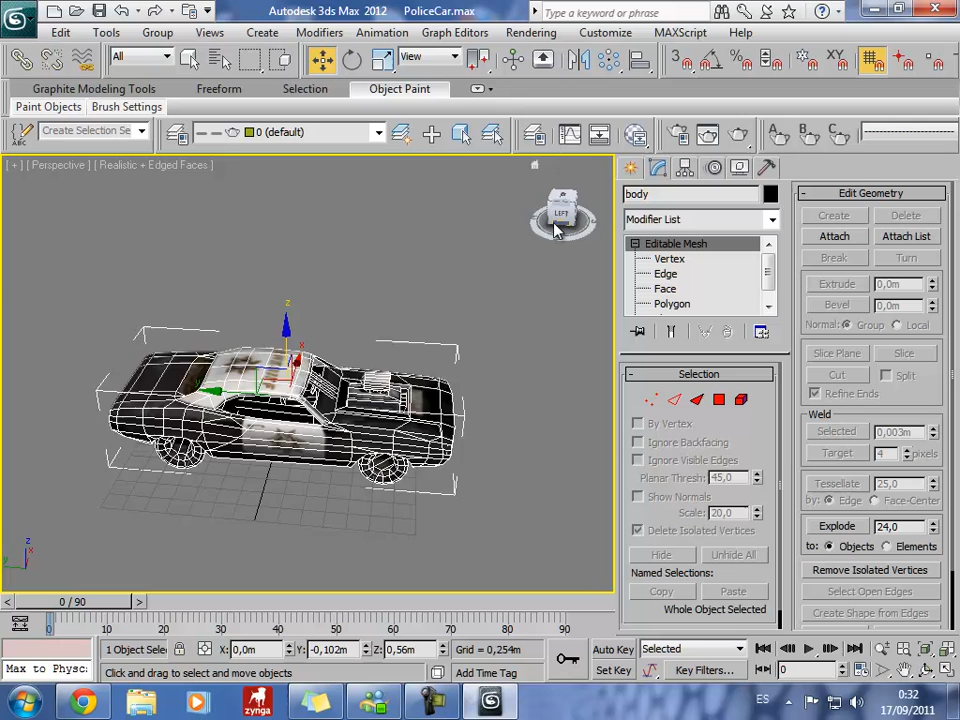 Autodesk 3ds Max 2012 PoliceCar.max
Type a keyword or phrase
Edit Tools Group Views Create Modifiers Animation Graph Editors Rendering Customize MAXScript Help
All
View
3
Graphite Modeling Tools Freeform Selection Object Paint
Paint Objects Brush Settings
ABC
Create Selection Se
0 (default)
A B C
[ + ] [ Perspective ] [ Realistic + Edged Faces ]
LEFT
z
x
z
x
y
body
Modifier List
Editable Mesh
Vertex
Edge
Face
Polygon
- Selection
By Vertex
Ignore Backfacing
Ignore Visible Edges
Planar Thresh: 45,0
Show Normals
Scale: 20,0
Delete Isolated Vertices
Hide Unhide All
Named Selections:
Copy Paste
Whole Object Selected
- Edit Geometry
Create Delete
Attach Attach List
Break Turn
Extrude 0,0m
Bevel 0,0m
Normal: Group Local
Slice Plane Slice
Cut Split
Refine Ends
Weld
Selected 0,003m
Target 4 pixels
Tessellate 25,0
by: Edge Face-Center
Explode 24,0
to: Objects Elements
Remove Isolated Vertices
Select Open Edges
Create Shape from Edges
< 0 / 90 >
0 10 20 30 40 50 60 70 80 90
1 Object Selec X: 0,0m Y: -0,102m Z: 0,56m Grid = 0,254m
Auto Key Selected
Max to Physc
Click and drag to select and move objects
Add Time Tag
Set Key Key Filters... 0
zynga
ES
0:32
17/09/2011